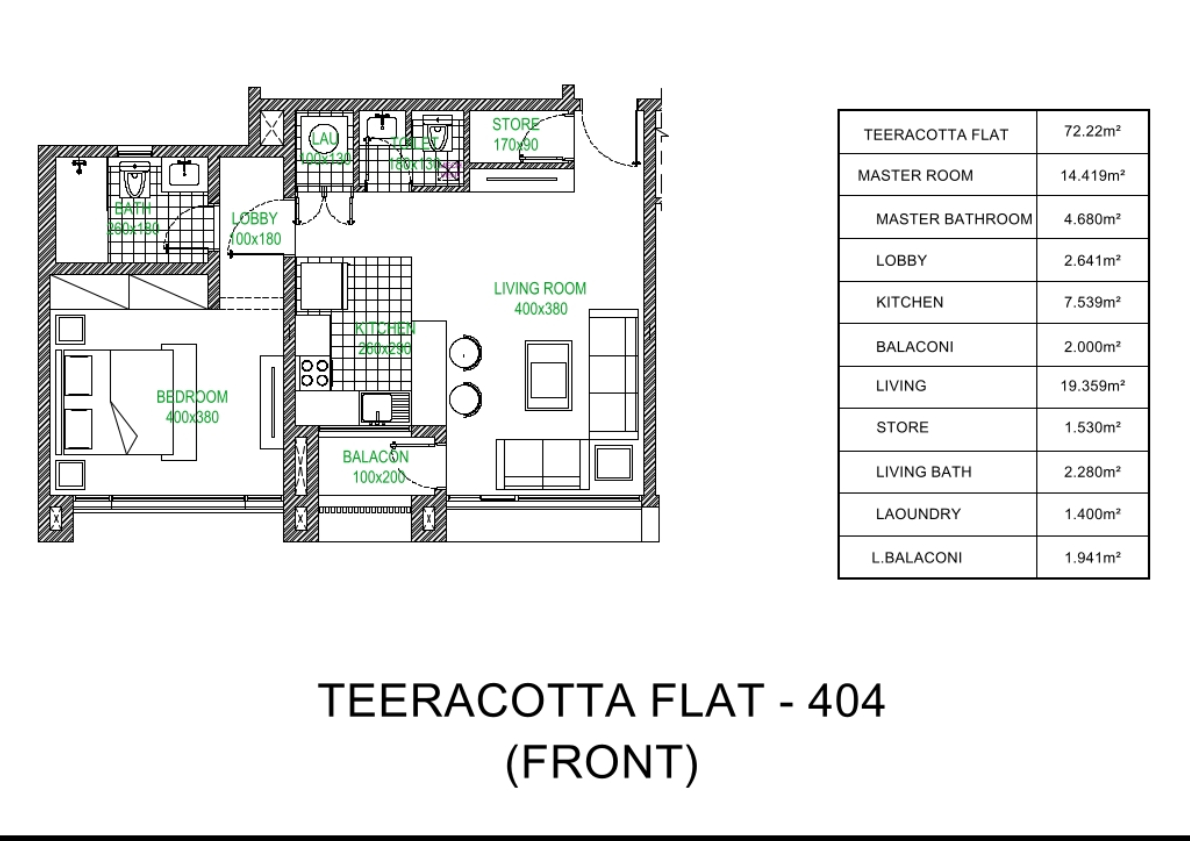 LAU
100x130
TOILET
180x130
STORE
170x90
BATH
260x180
LOBBY
100x180
LIVING ROOM
400x380
KITCHEN
260x290
BEDROOM
400x380
BALACON
100x200
TEERACOTTA FLAT 72.22m²
MASTER ROOM 14.419m²
MASTER BATHROOM 4.680m²
LOBBY 2.641m²
KITCHEN 7.539m²
BALACONI 2.000m²
LIVING 19.359m²
STORE 1.530m²
LIVING BATH 2.280m²
LAOUNDRY 1.400m²
L.BALACONI 1.941m²
TEERACOTTA FLAT - 404
(FRONT)